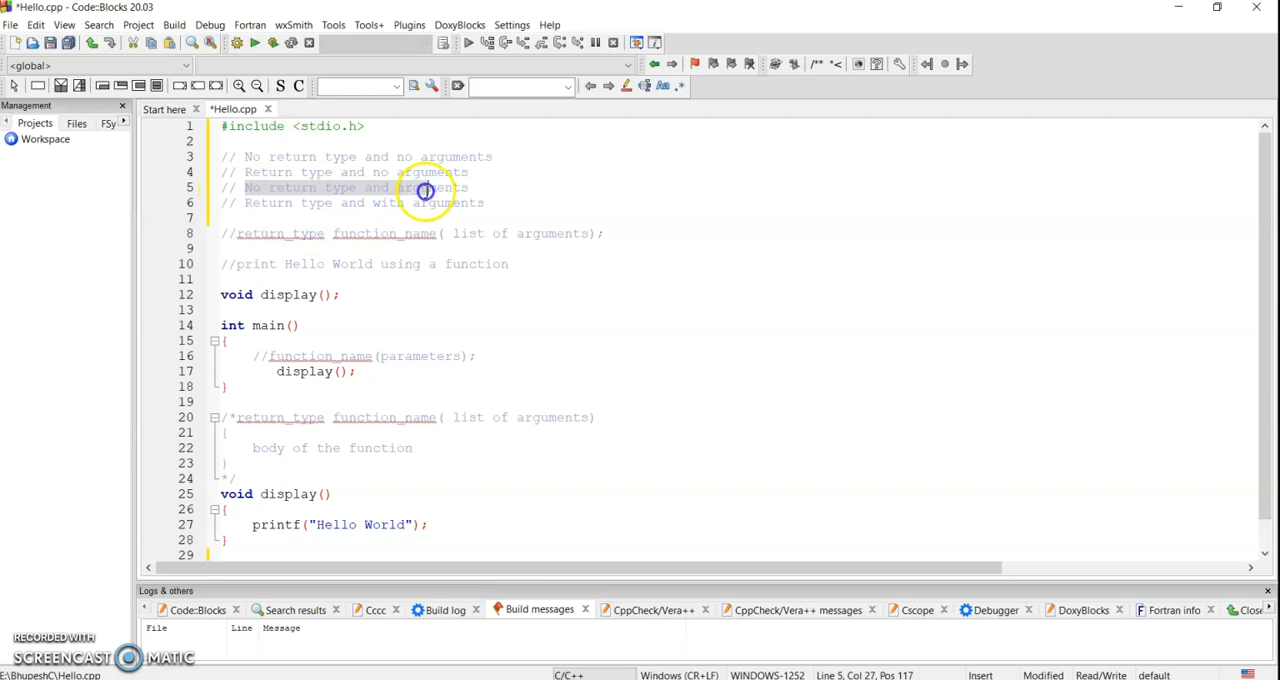 *Hello.cpp - Code::Blocks 20.03
File Edit View Search Project Build Debug Fortran wxSmith Tools Tools+ Plugins DoxyBlocks Settings Help
<global>
/** *<
S C
Aa .*
Management
Projects Files FSy
Workspace
Start here *Hello.cpp
1 #include <stdio.h>
2
3 // No return type and no arguments
4 // Return type and no arguments
5 // No return type and arguments
6 // Return type and with arguments
7
8 //return_type function_name( list of arguments);
9
10 //print Hello World using a function
11
12 void display();
13
14 int main()
15 {
16 //function_name(parameters);
17 display();
18 }
19
20 /*return_type function_name( list of arguments)
21 {
22 body of the function
23 }
24 */
25 void display()
26 {
27 printf("Hello World");
28 }
29
Logs & others
Code::Blocks Search results Cccc Build log Build messages CppCheck/Vera++ CppCheck/Vera++ messages Cscope Debugger DoxyBlocks Fortran info Close
File Line Message
RECORDED WITH
SCREENCAST MATIC
E:\BhupeshC\Hello.cpp C/C++ Windows (CR+LF) WINDOWS-1252 Line 5, Col 27, Pos 117 Insert Modified Read/Write default